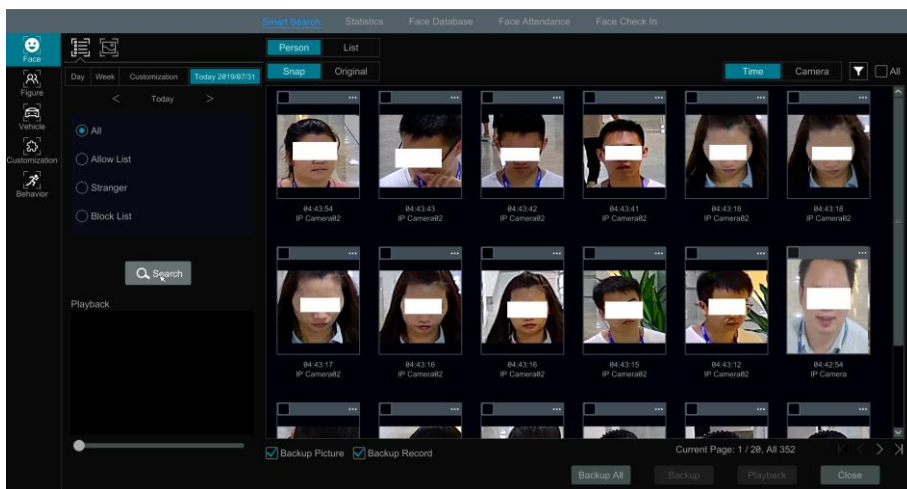 Smart Search Statistics Face Database Face Attendance Face Check In
Face
Figure
Vehicle
Customization
Behavior
Day Week Customization Today 2019/07/31
< Today >
All
Allow List
Stranger
Block List
Search
Playback
Person List
Snap Original
Time Camera All
04:43:54 04:43:43 04:43:42 04:43:41 04:43:18 04:43:18
IP Camera02 IP Camera02 IP Camera02 IP Camera02 IP Camera02 IP Camera02
04:43:17 04:43:16 04:43:16 04:43:15 04:43:12 04:42:54
IP Camera02 IP Camera02 IP Camera02 IP Camera02 IP Camera02 IP Camera
Backup Picture Backup Record
Current Page: 1 / 20, All 352
Backup All Backup Playback Close